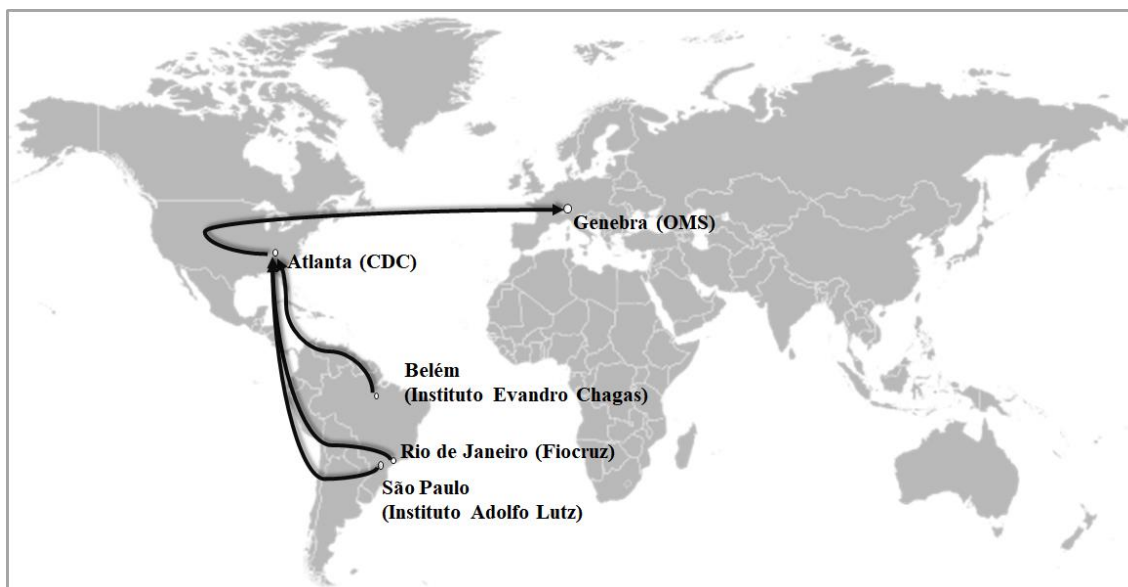 Genebra (OMS)
Atlanta (CDC)
Belém
(Instituto Evandro Chagas)
Rio de Janeiro (Fiocruz)
São Paulo
(Instituto Adolfo Lutz)